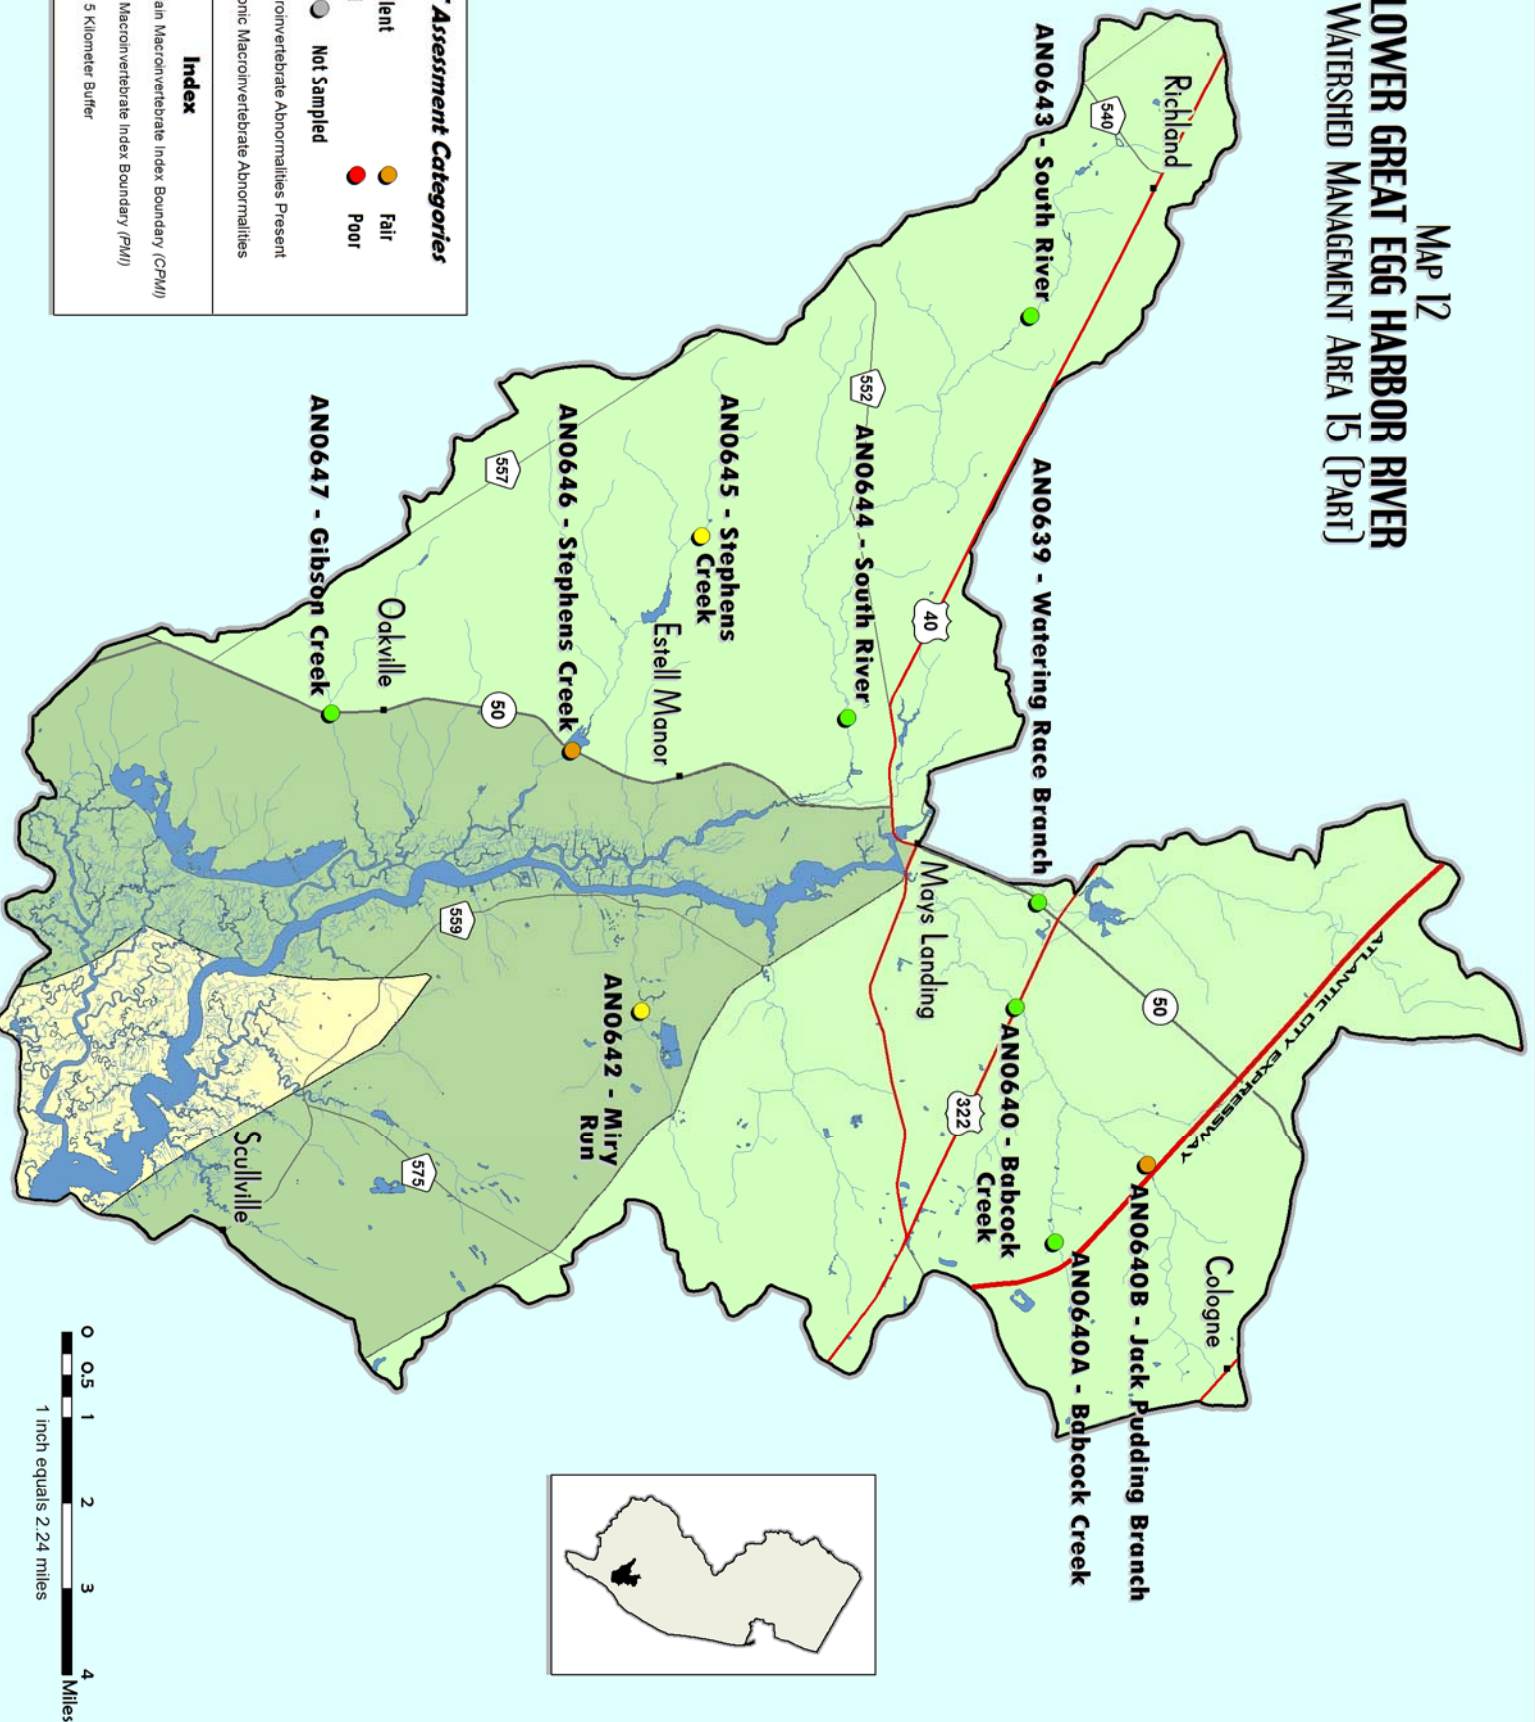 MAP 12
LOWER GREAT EGG HARBOR RIVER
WATERSHED MANAGEMENT AREA 15 (PART)
Assessment Categories
Fair
Poor
Not Sampled
Abnormalities Present
Macroinvertebrate Abnormalities
Index
Macroinvertebrate Index Boundary (CPMI)
Macroinvertebrate Index Boundary (PMI)
5 Kilometer Buffer
Richland
540
AN0643 - South River
552
AN0644 - South River
40
AN0639 - Watering Race Branch
AN0645 - Stephens
Creek
AN0646 - Stephens Creek
557
AN0647 - Gibson Creek
Oakville
Estell Manor
50
Mays Landing
559
AN0642 - Miry
Run
575
Scullville
322
AN0640 - Babcock
Creek
50
ATLANTIC CITY EXPRESSWAY
AN0640B - Jack Pudding Branch
AN0640A - Babcock Creek
Cologne
0 0.5 1 2 3 4
Miles
1 inch equals 2.24 miles